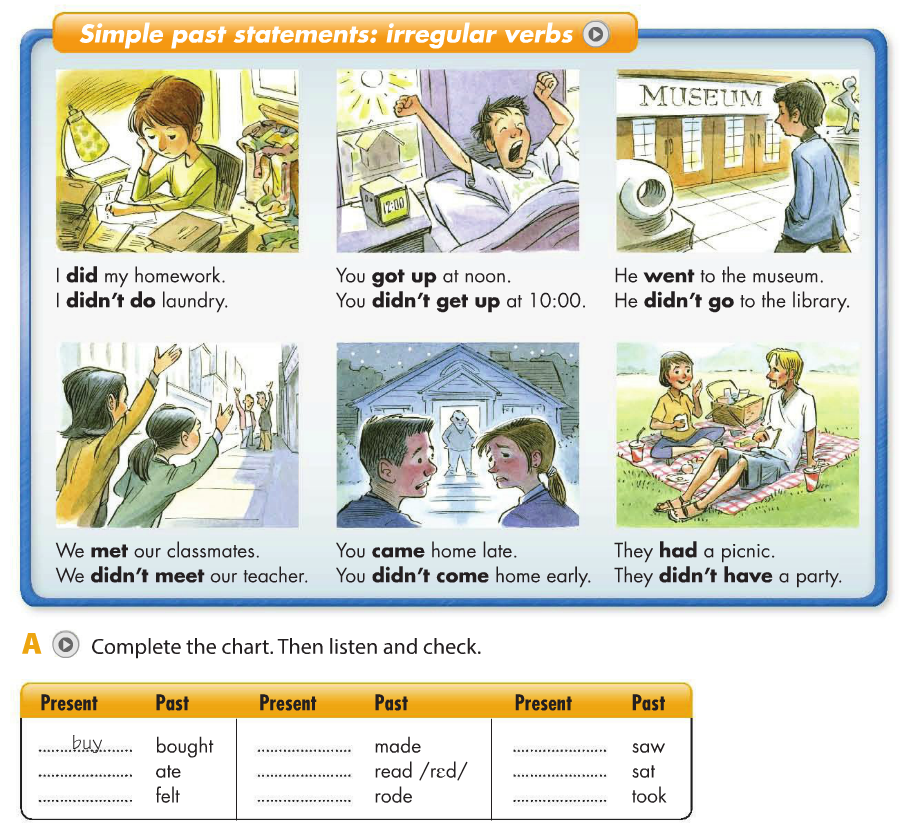 Simple past statements: irregular verbs
MUSEUM
12:00
I did my homework.
I didn't do laundry.
You got up at noon.
You didn't get up at 10:00.
He went to the museum.
He didn't go to the library.
We met our classmates.
We didn't meet our teacher.
You came home late.
You didn't come home early.
They had a picnic.
They didn't have a party.
A Complete the chart. Then listen and check.
Present Past Present Past Present Past
buy bought made saw
ate read /rɛd/ sat
felt rode took